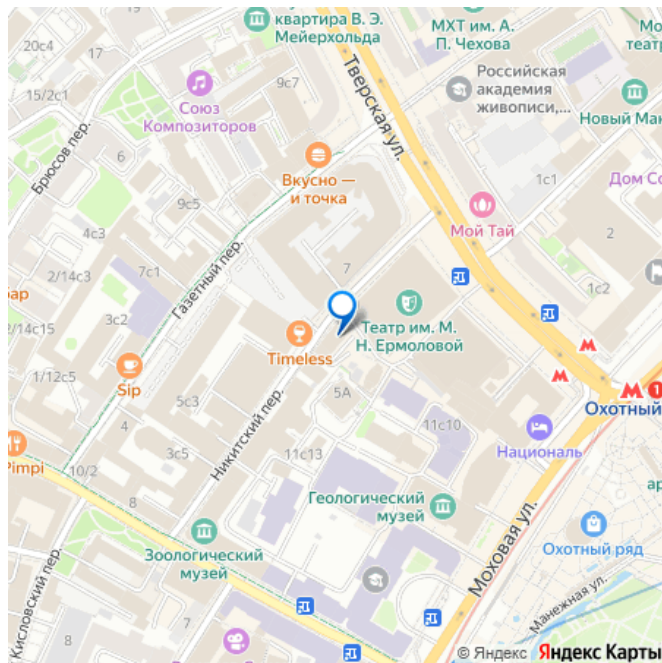 квартира В. Э.
Мейерхольда
МХТ им. А.
П. Чехова
20с4
9с7
Российская
академия
живописи,...
15/2с1
Союз
Композиторов
Тверская ул.
Новый Ман
Брюсов пер.
6
Вкусно —
и точка
1с1
Дом Со
9с5
Мой Тай
4с3
2
2/14с3
7с1
7
Газетный пер.
бар
1с2
3с2
Театр им. М.
Н. Ермоловой
2/14с15
Timeless
М
М
М 1
1/12с5
Sip
5А
Охотный
5с3
Никитский пер.
11с10
4
3с5
Националь
Pimpi
10/2
11с13
8
Геологический
музей
ар
Зоологический
музей
Моховая ул.
Охотный ряд
Кисловский пер.
Манежная ул.
7
8
© Яндекс Яндекс Карты